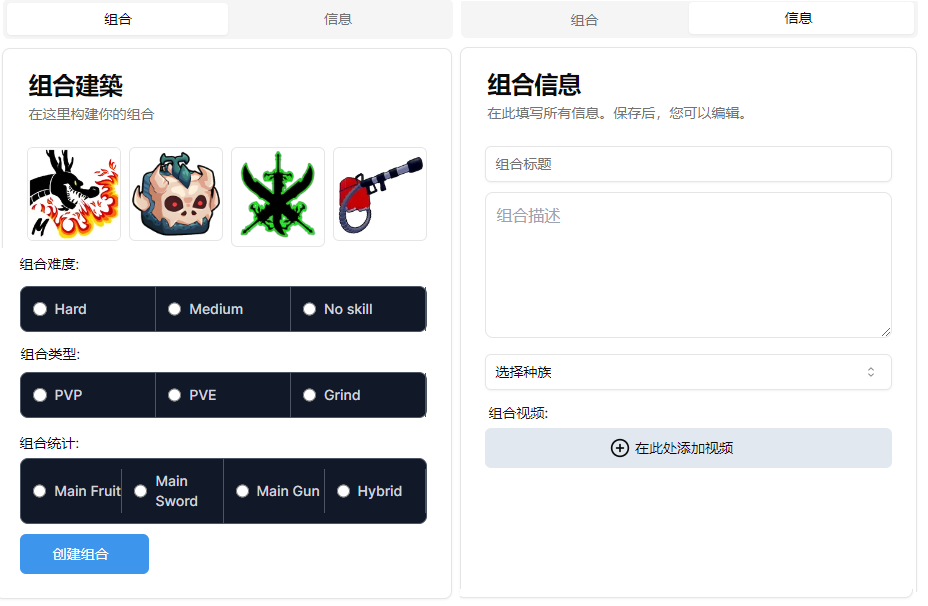 组合
信息
组合建築
在这里构建你的组合
组合难度:
Hard
Medium
No skill
组合类型:
PVP
PVE
Grind
组合统计:
Main Fruit
Main
Sword
Main Gun
Hybrid
创建组合
组合
信息
组合信息
在此填写所有信息。保存后，您可以编辑。
组合标题
组合描述
选择种族
组合视频:
在此处添加视频